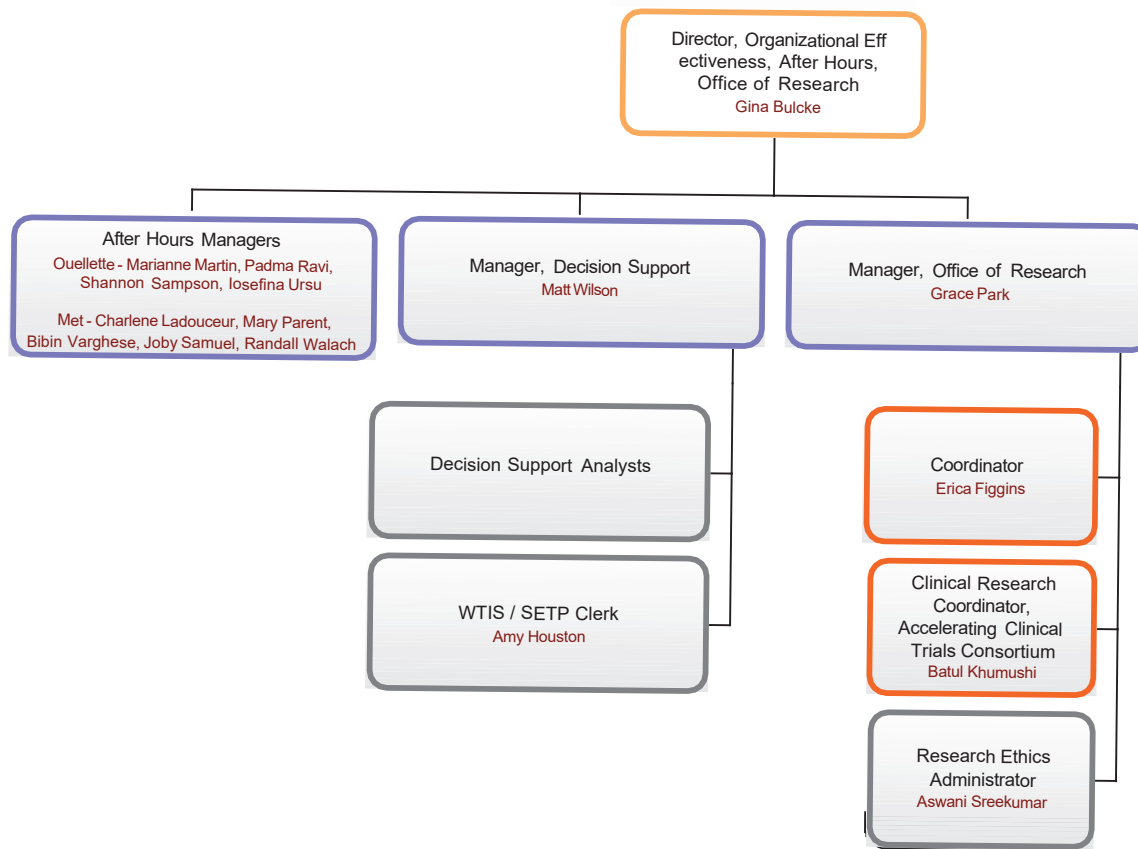 Director, Organizational Eff
ectiveness, After Hours,
Office of Research
Gina Bulcke
After Hours Managers
Ouellette - Marianne Martin, Padma Ravi,
Shannon Sampson, Iosefina Ursu
Met - Charlene Ladouceur, Mary Parent,
Bibin Varghese, Joby Samuel, Randall Walach
Manager, Decision Support
Matt Wilson
Manager, Office of Research
Grace Park
Decision Support Analysts
WTIS / SETP Clerk
Amy Houston
Coordinator
Erica Figgins
Clinical Research
Coordinator,
Accelerating Clinical
Trials Consortium
Batul Khumushi
Research Ethics
Administrator
Aswani Sreekumar